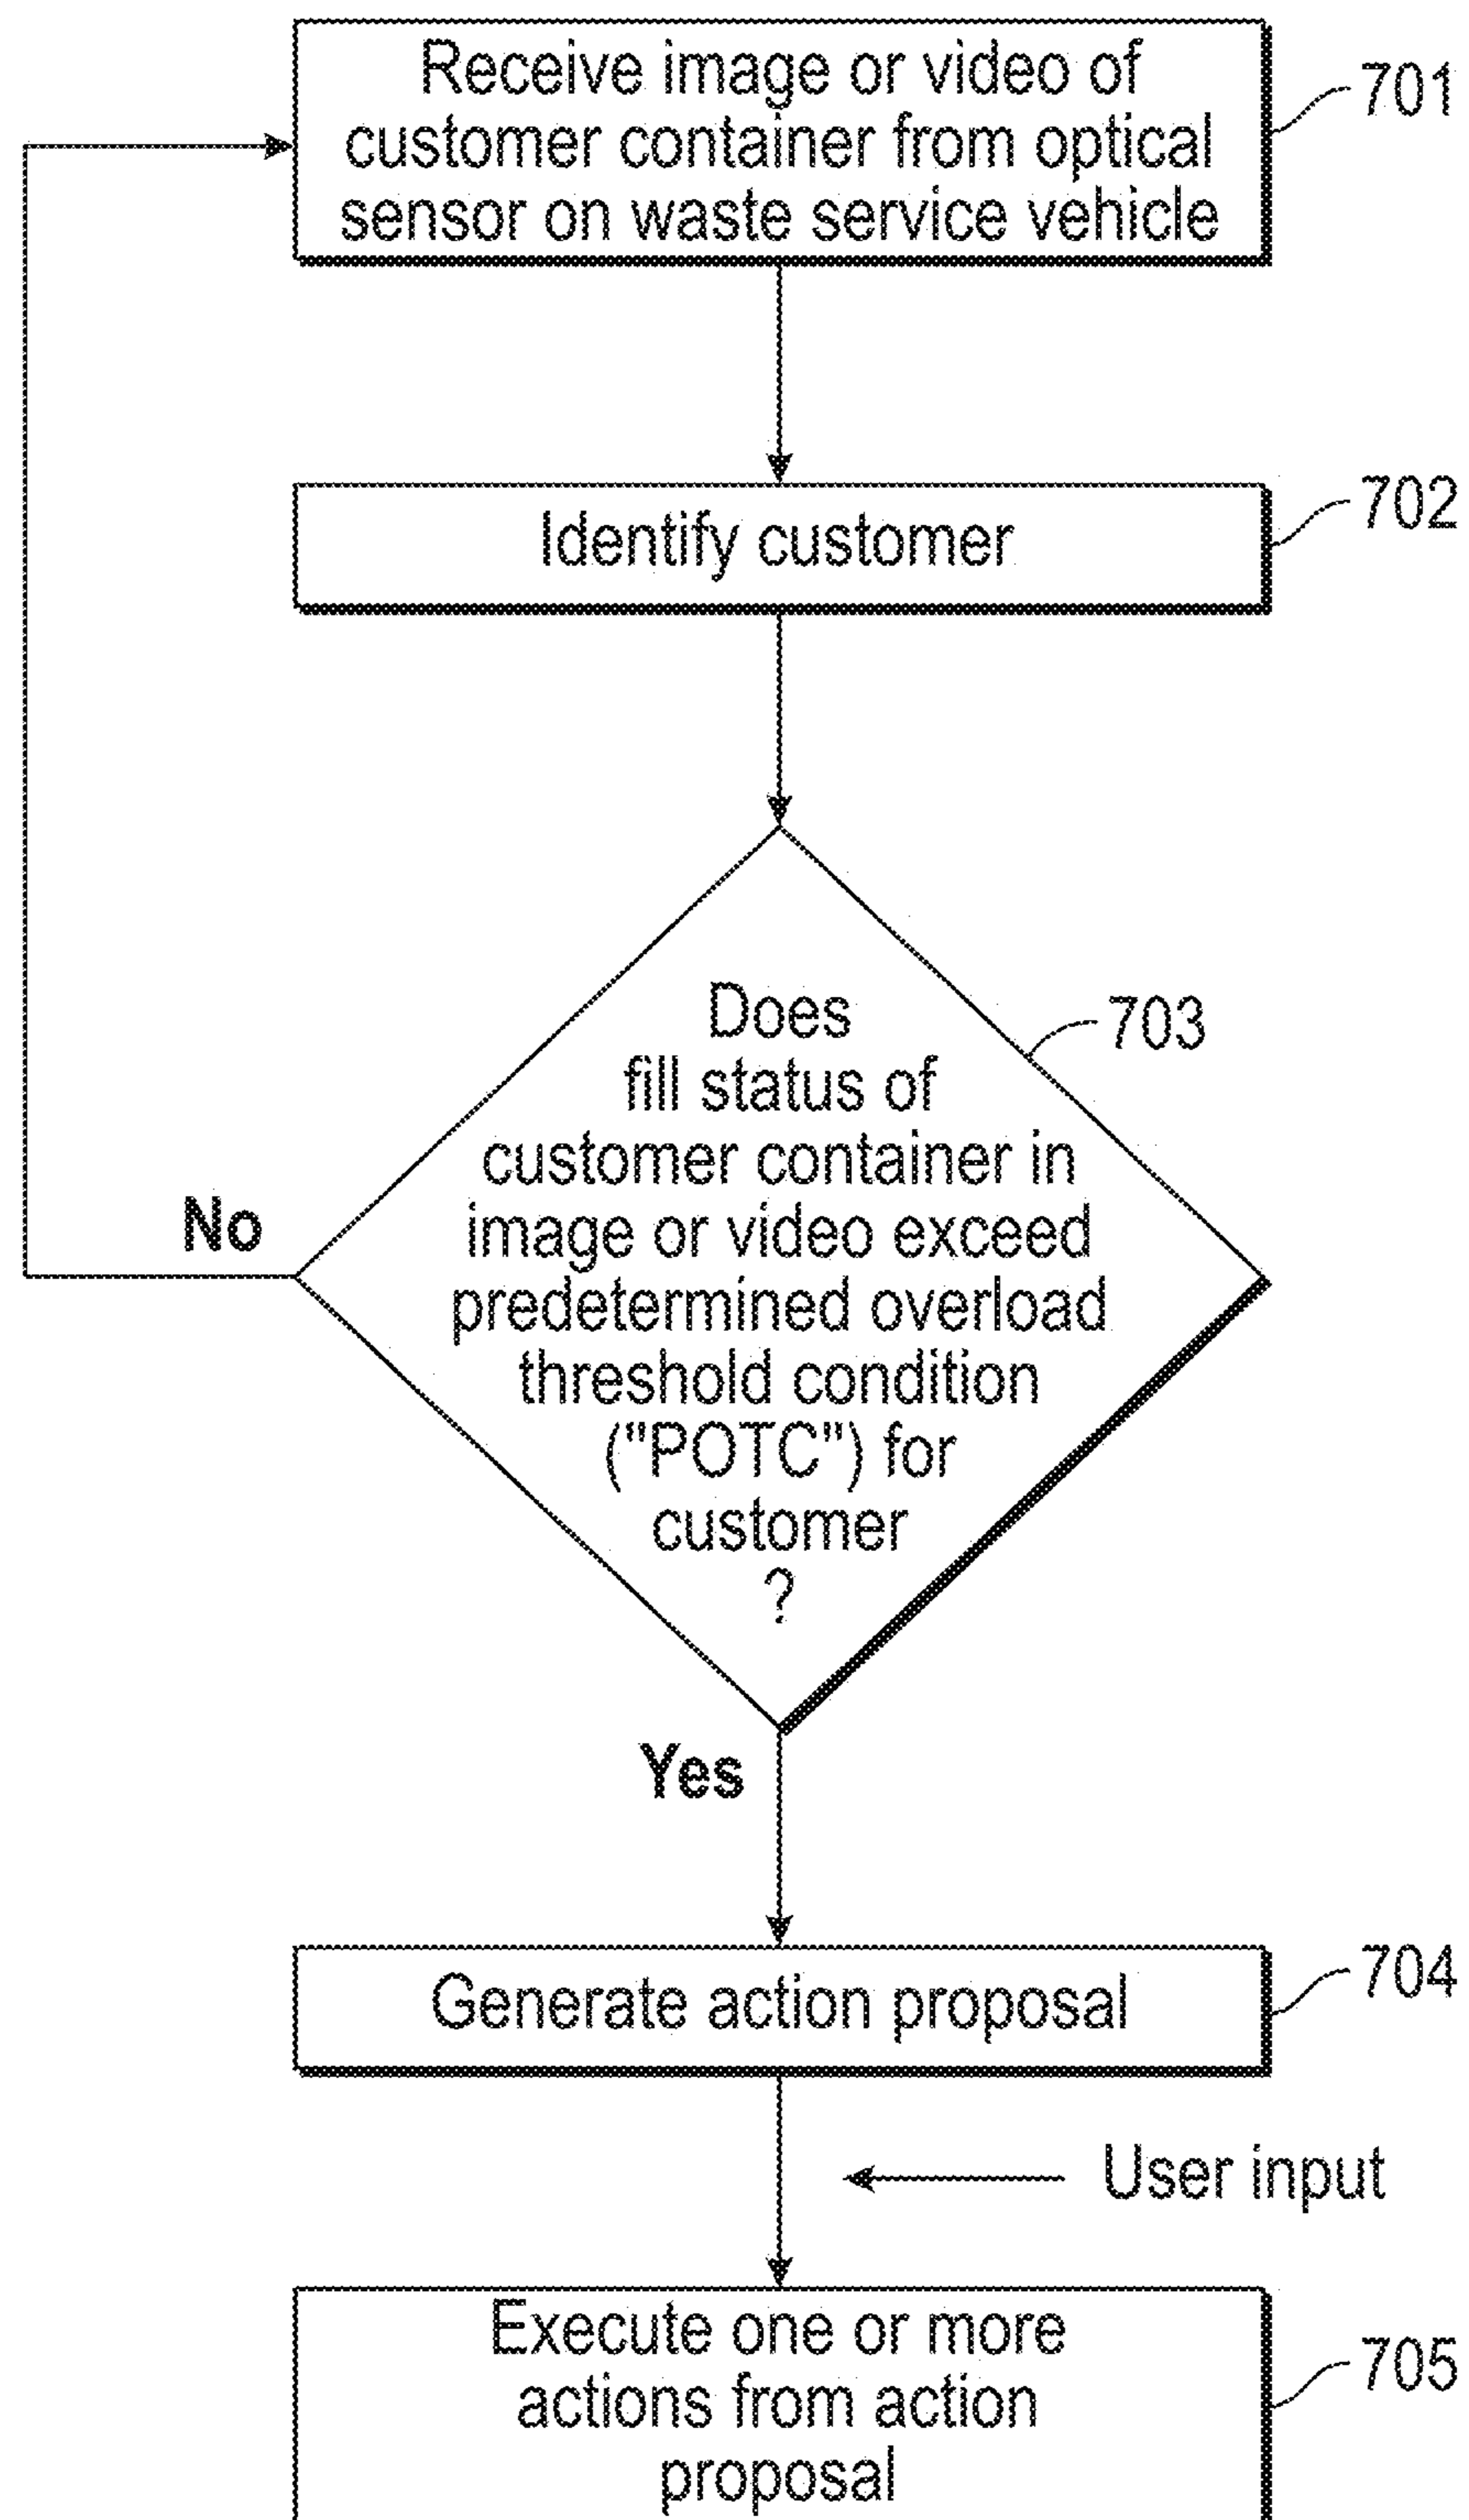 Receive image or video of
customer container from optical
sensor on waste service vehicle
701
Identify customer
702
Does
fill status of
customer container in
image or video exceed
predetermined overload
threshold condition
("POTC") for
customer
?
703
No
Yes
Generate action proposal
704
User input
Execute one or more
actions from action
proposal
705